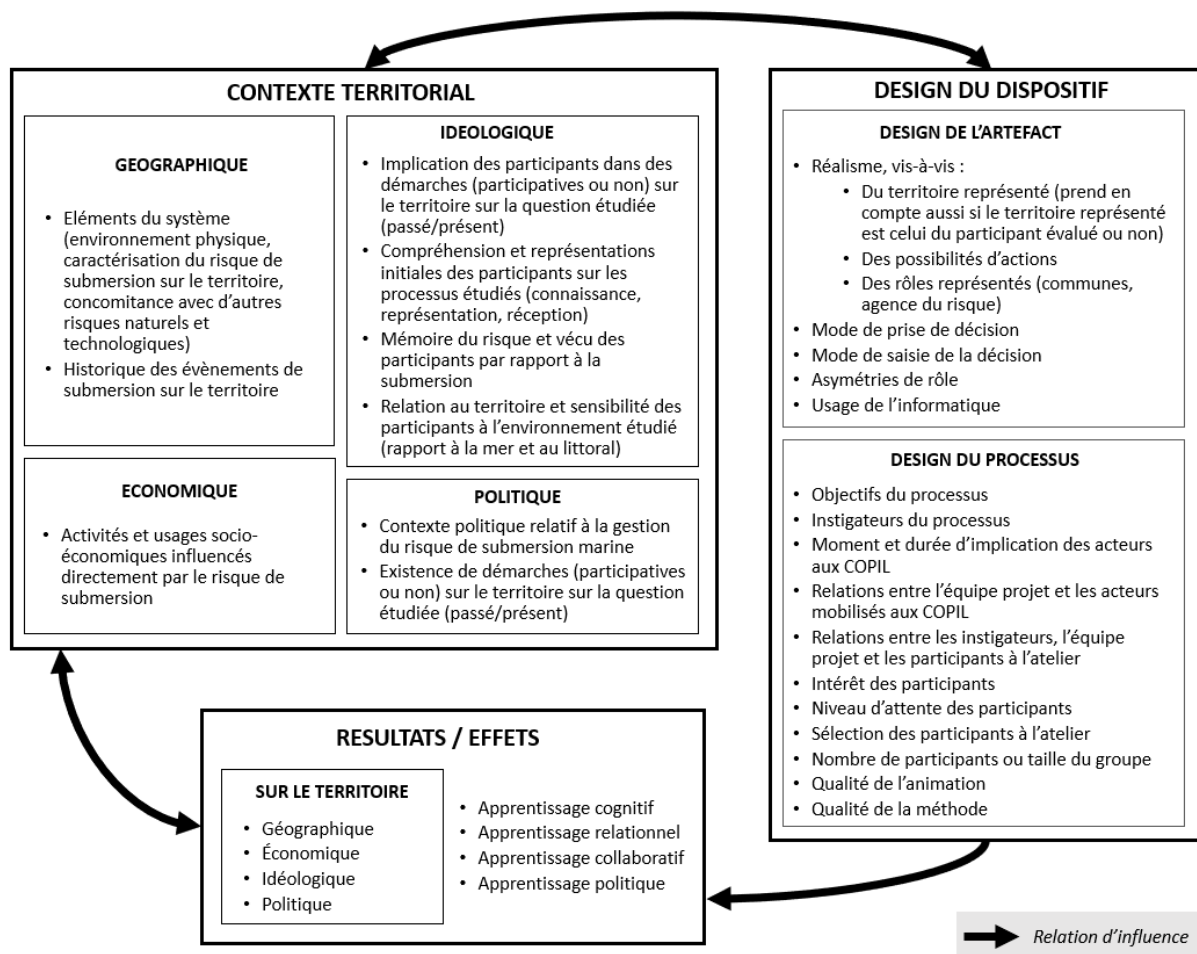 CONTEXTE TERRITORIAL
GEOGRAPHIQUE
• Eléments du système
(environnement physique,
caractérisation du risque de
submersion sur le territoire,
concomitance avec d’autres
risques naturels et
technologiques)
• Historique des évènements de
submersion sur le territoire
IDEOLOGIQUE
• Implication des participants dans des
démarches (participatives ou non) sur
le territoire sur la question étudiée
(passé/présent)
• Compréhension et représentations
initiales des participants sur les
processus étudiés (connaissance,
représentation, réception)
• Mémoire du risque et vécu des
participants par rapport à la
submersion
• Relation au territoire et sensibilité des
participants à l’environnement étudié
(rapport à la mer et au littoral)
ECONOMIQUE
• Activités et usages socio-
économiques influencés
directement par le risque de
submersion
POLITIQUE
• Contexte politique relatif à la gestion
du risque de submersion marine
• Existence de démarches (participatives
ou non) sur le territoire sur la question
étudiée (passé/présent)
DESIGN DU DISPOSITIF
DESIGN DE L’ARTEFACT
• Réalisme, vis-à-vis :
• Du territoire représenté (prend en
compte aussi si le territoire représenté
est celui du participant évalué ou non)
• Des possibilités d’actions
• Des rôles représentés (communes,
agence du risque)
• Mode de prise de décision
• Mode de saisie de la décision
• Asymétries de rôle
• Usage de l’informatique
DESIGN DU PROCESSUS
• Objectifs du processus
• Instigateurs du processus
• Moment et durée d’implication des acteurs
aux COPIL
• Relations entre l’équipe projet et les acteurs
mobilisés aux COPIL
• Relations entre les instigateurs, l’équipe
projet et les participants à l’atelier
• Intérêt des participants
• Niveau d’attente des participants
• Sélection des participants à l’atelier
• Nombre de participants ou taille du groupe
• Qualité de l’animation
• Qualité de la méthode
RESULTATS / EFFETS
SUR LE TERRITOIRE
• Géographique
• Économique
• Idéologique
• Politique
• Apprentissage cognitif
• Apprentissage relationnel
• Apprentissage collaboratif
• Apprentissage politique
Relation d’influence